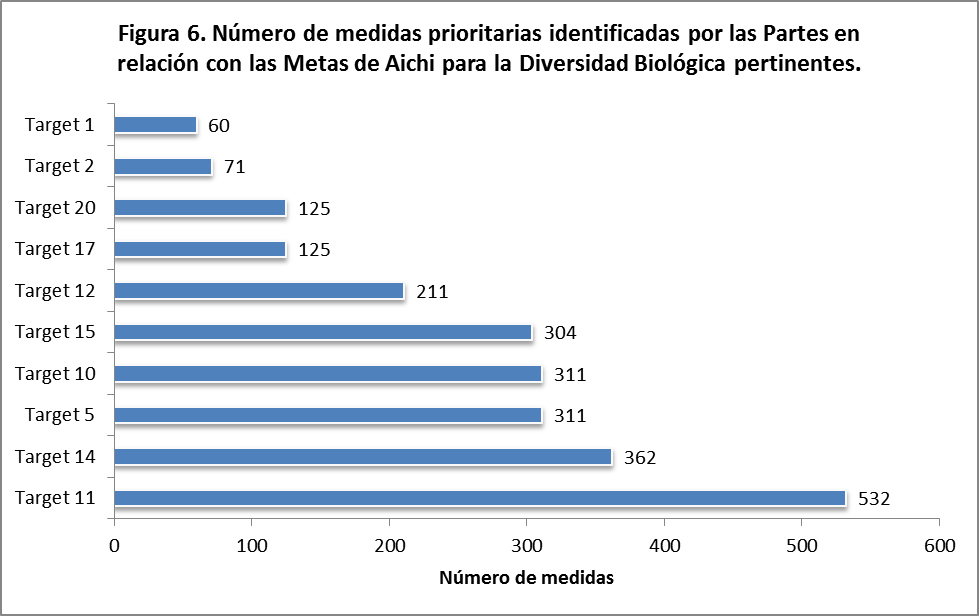 Figura 6. Número de medidas prioritarias identificadas por las Partes en
relación con las Metas de Aichi para la Diversidad Biológica pertinentes.
Target 1 60
Target 2 71
Target 20 125
Target 17 125
Target 12 211
Target 15 304
Target 10 311
Target 5 311
Target 14 362
Target 11 532
0 100 200 300 400 500 600
Número de medidas